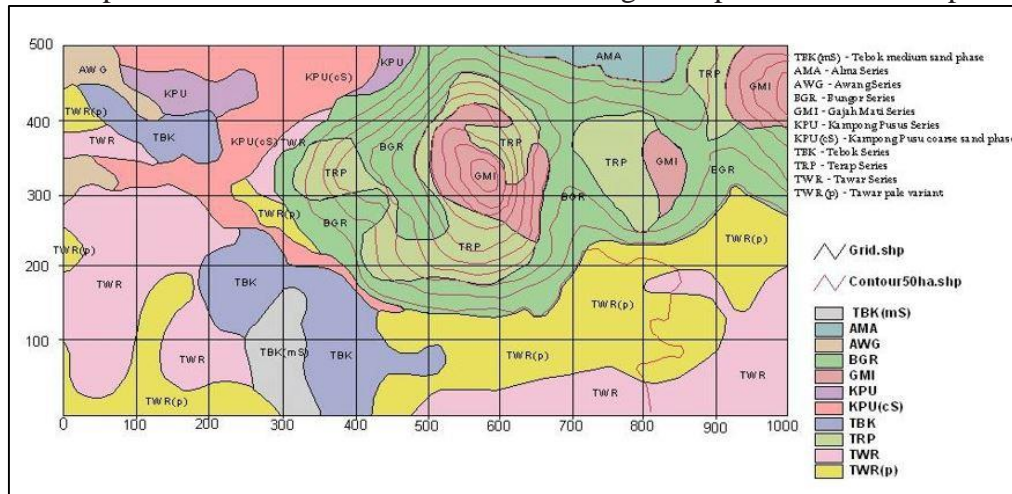 500
AWG
KPU
KPU(cS)
KPU
AMA
TRP
GMI
TBK(mS) - Tebok medium sand phase
AMA - Alma Series
AWG - AwangSeries
BGR - Bungor Series
GMI - Gajah Mati Series
KPU - Kampong Pusus Series
KPU(cS) - Kampong Pusu coarse sand phase
TBK - Tebok Series
TRP - Terap Series
TWR - Tawar Series
TWR(p) - Tawar pale variant
TWR(p)
400
TWR
TBK
KPU(cS)
TWR
BGR
TRP
TRP
GMI
TRP
GMI
BGR
BGR
300
TWR(p)
BGR
TRP
TWR(p)
TWR(p)
200
TWR
TBK
100
TWR
TBK(mS)
TBK
TWR(p)
TWR
TWR(p)
TWR
0
0 100 200 300 400 500 600 700 800 900 1000
Grid.shp
Contour50ha.shp
TBK(mS)
AMA
AWG
BGR
GMI
KPU
KPU(cS)
TBK
TRP
TWR
TWR(p)